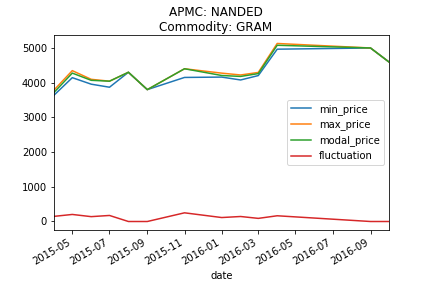 APMC: NANDED
Commodity: GRAM
5000
4000
3000
2000
1000
0
min_price
max_price
modal_price
fluctuation
2015-05
2015-07
2015-09
2015-11
2016-01
2016-03
2016-05
2016-07
2016-09
date